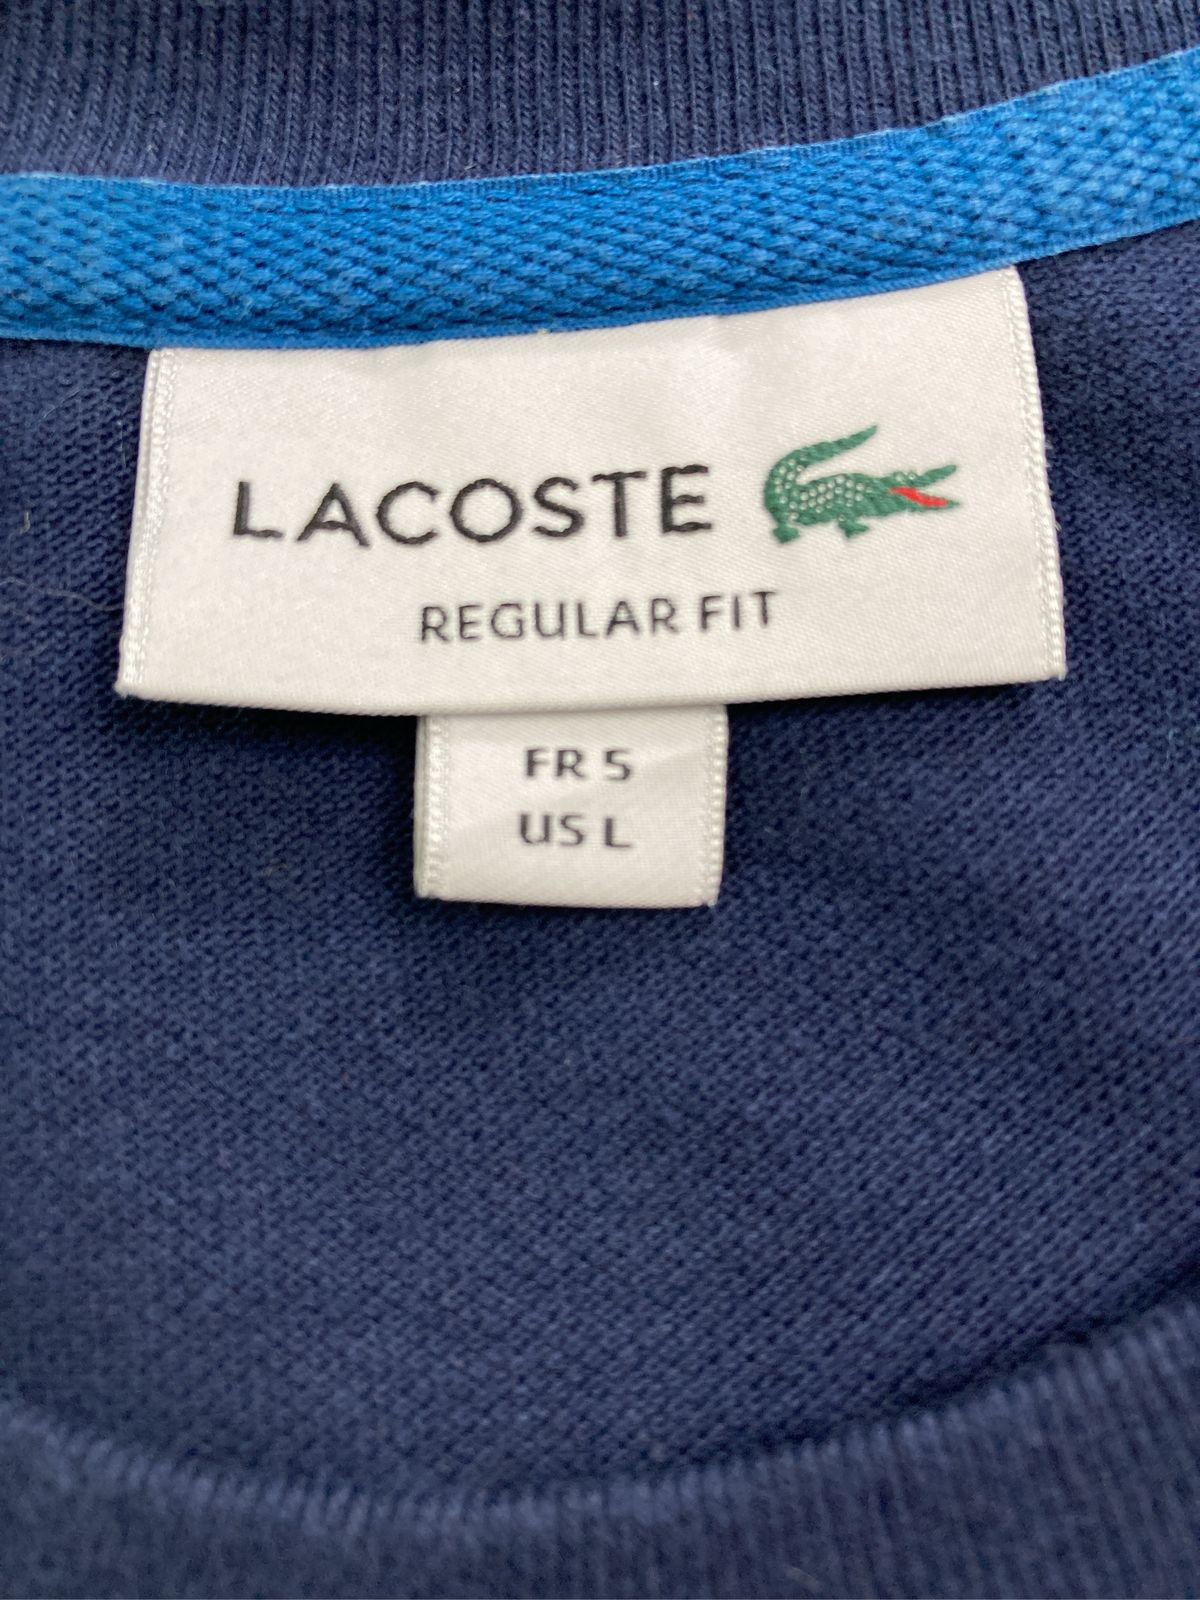 LACOSTE
REGULAR FIT
FR 5
US L